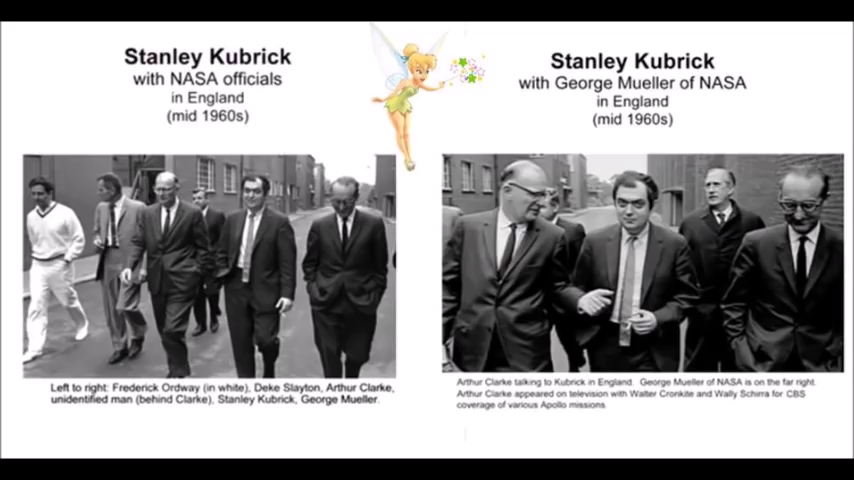 Stanley Kubrick
with NASA officials
in England
(mid 1960s)
Left to right: Frederick Ordway (in white), Deke Slayton, Arthur Clarke,
unidentified man (behind Clarke), Stanley Kubrick, George Mueller.
Stanley Kubrick
with George Mueller of NASA
in England
(mid 1960s)
Arthur Clarke talking to Kubrick in England. George Mueller of NASA is on the far right.
Arthur Clarke appeared on television with Walter Cronkite and Wally Schirra for CBS
coverage of various Apollo missions.